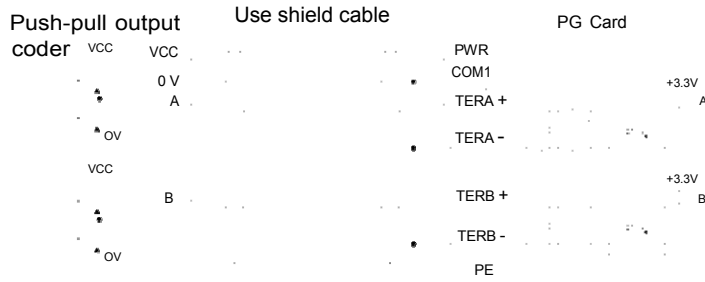 Push-pull output coder
Use shield cable
PG Card
VCC
VCC
PWR
0 V
COM1
+3.3V
A
TERA +
A
OV
TERA -
VCC
+3.3V
B
TERB +
B
OV
TERB -
PE